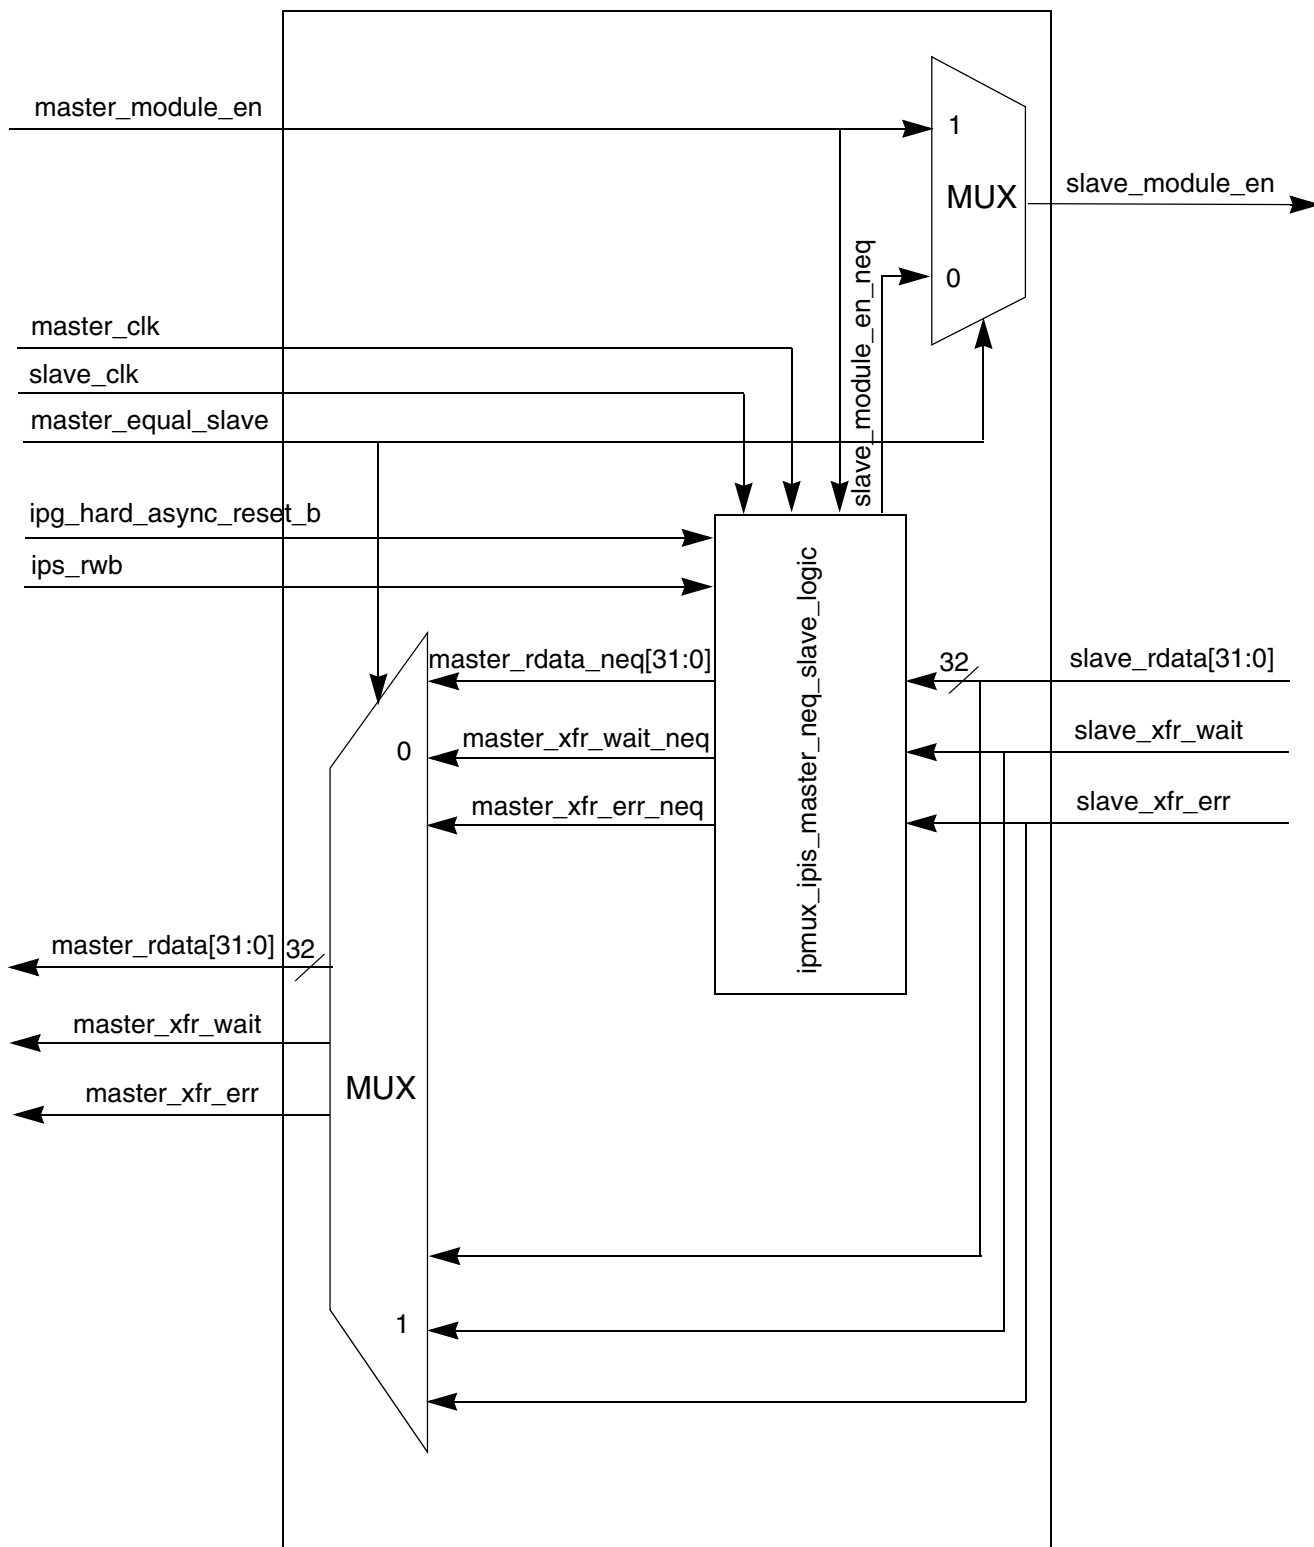 master_module_en
1
MUX
slave_module_en
0
slave_module_en_neq
master_clk
slave_clk
master_equal_slave
ipg_hard_async_reset_b
ips_rwb
ipmux_ipis_master_neq_slave_logic
master_rdata_neq[31:0]
32
slave_rdata[31:0]
0
master_xfr_wait_neq
slave_xfr_wait
master_xfr_err_neq
slave_xfr_err
master_rdata[31:0]
32
master_xfr_wait
MUX
master_xfr_err
1